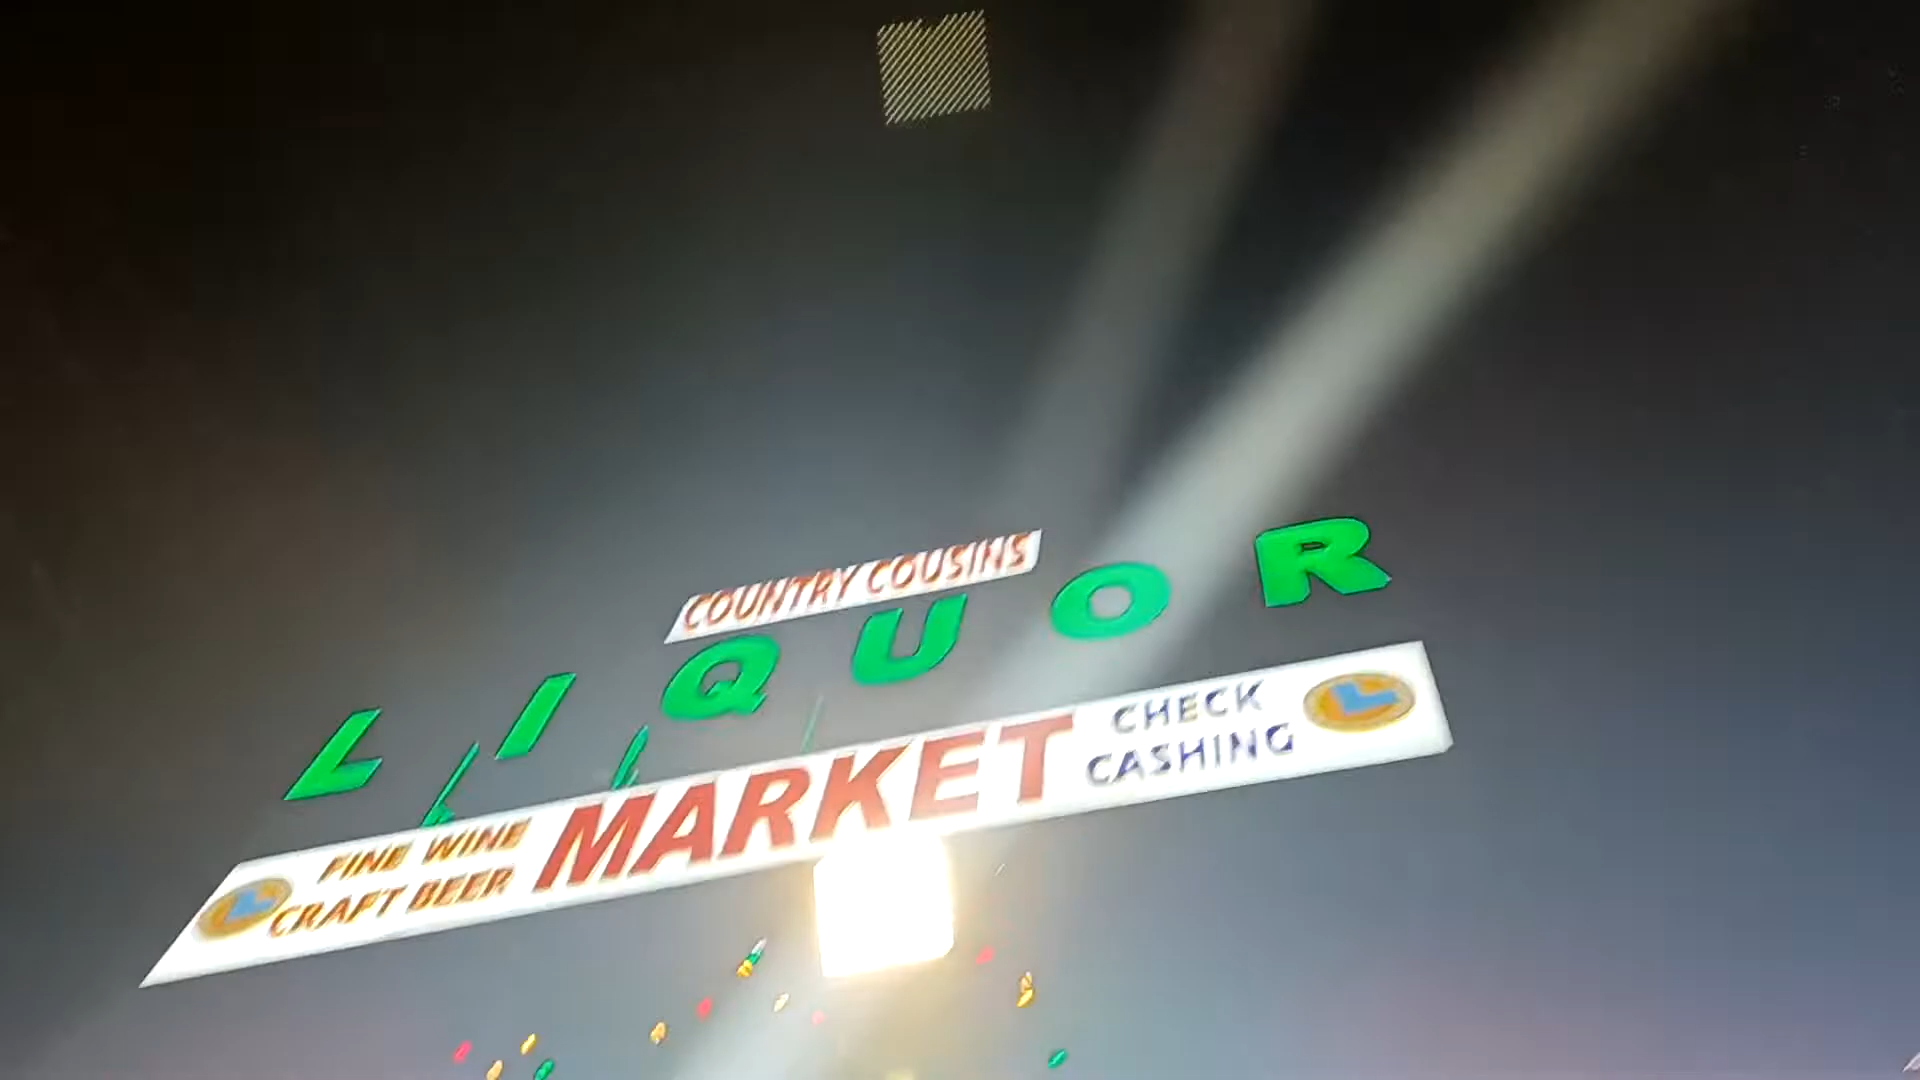 COUNTRY COUSINS
LIQUOR
FINE WINE
CRAFT BEER
MARKET
CHECK
CASHING
L
L